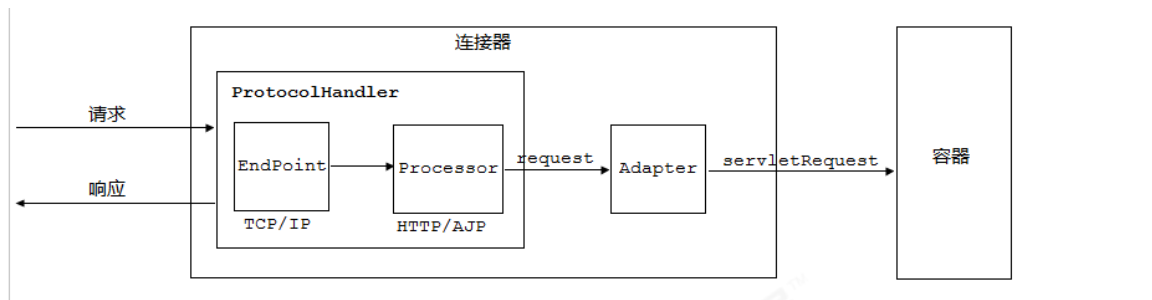 连接器
ProtocolHandler
请求
EndPoint
Processor
request
Adapter
servletRequest
容器
响应
TCP/IP
HTTP/AJP